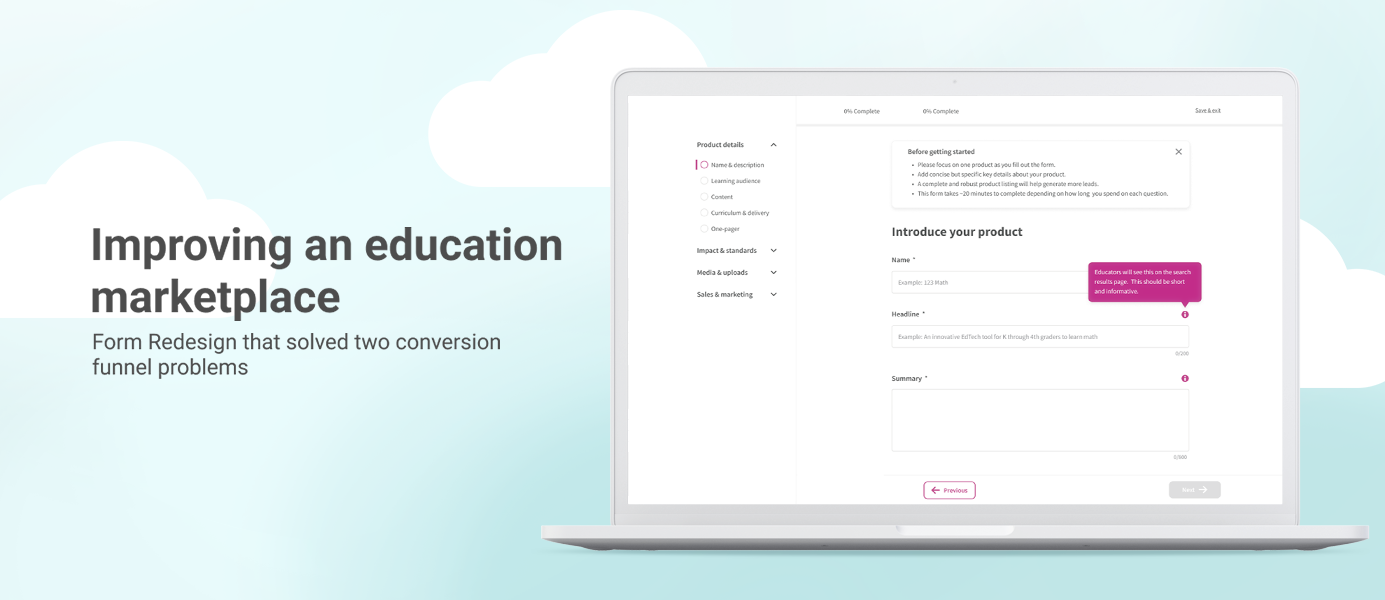 Improving an education
marketplace
Form Redesign that solved two conversion
funnel problems
0% Complete
0% Complete
Save & exit
Product details
Name & description
Learning audience
Content
Curriculum & delivery
One-pager
Impact & standards
Media & uploads
Sales & marketing
Before getting started
• Please focus on one product as you fill out the form.
• Add concise but specific key details about your product.
• A complete and robust product listing will help generate more leads.
• This form takes ~20 minutes to complete depending on how long you spend on each question.
Introduce your product
Name *
Example: 123 Math
Educators will see this on the search
results page. This should be short
and informative.
Headline *
Example: An innovative EdTech tool for K through 4th graders to learn math
0/200
Summary *
Previous
Next